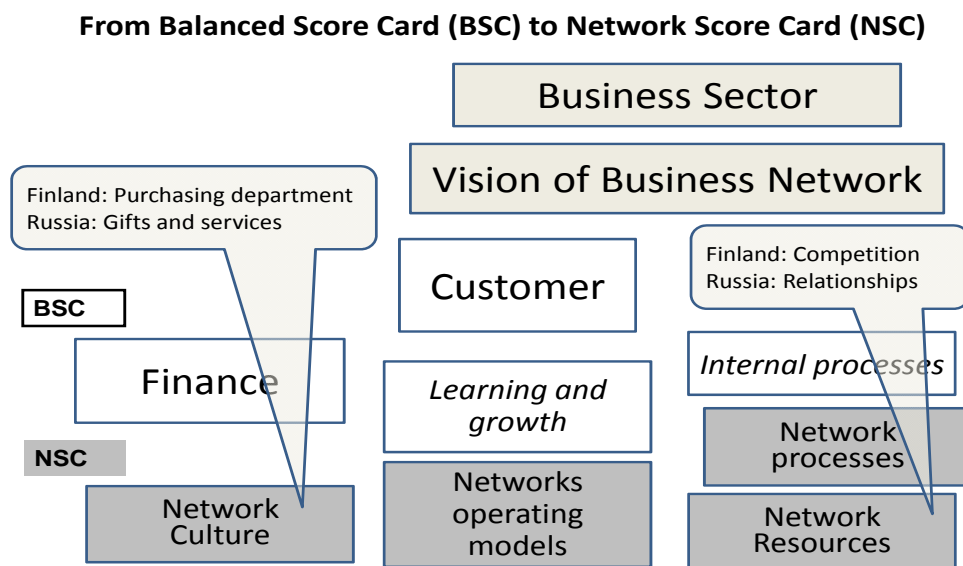 From Balanced Score Card (BSC) to Network Score Card (NSC)
Business Sector
Vision of Business Network
Finland: Purchasing department
Russia: Gifts and services
Customer
Finland: Competition
Russia: Relationships
BSC
Finance
Learning and
growth
Internal processes
NSC
Network
Culture
Networks
operating
models
Network
processes
Network
Resources